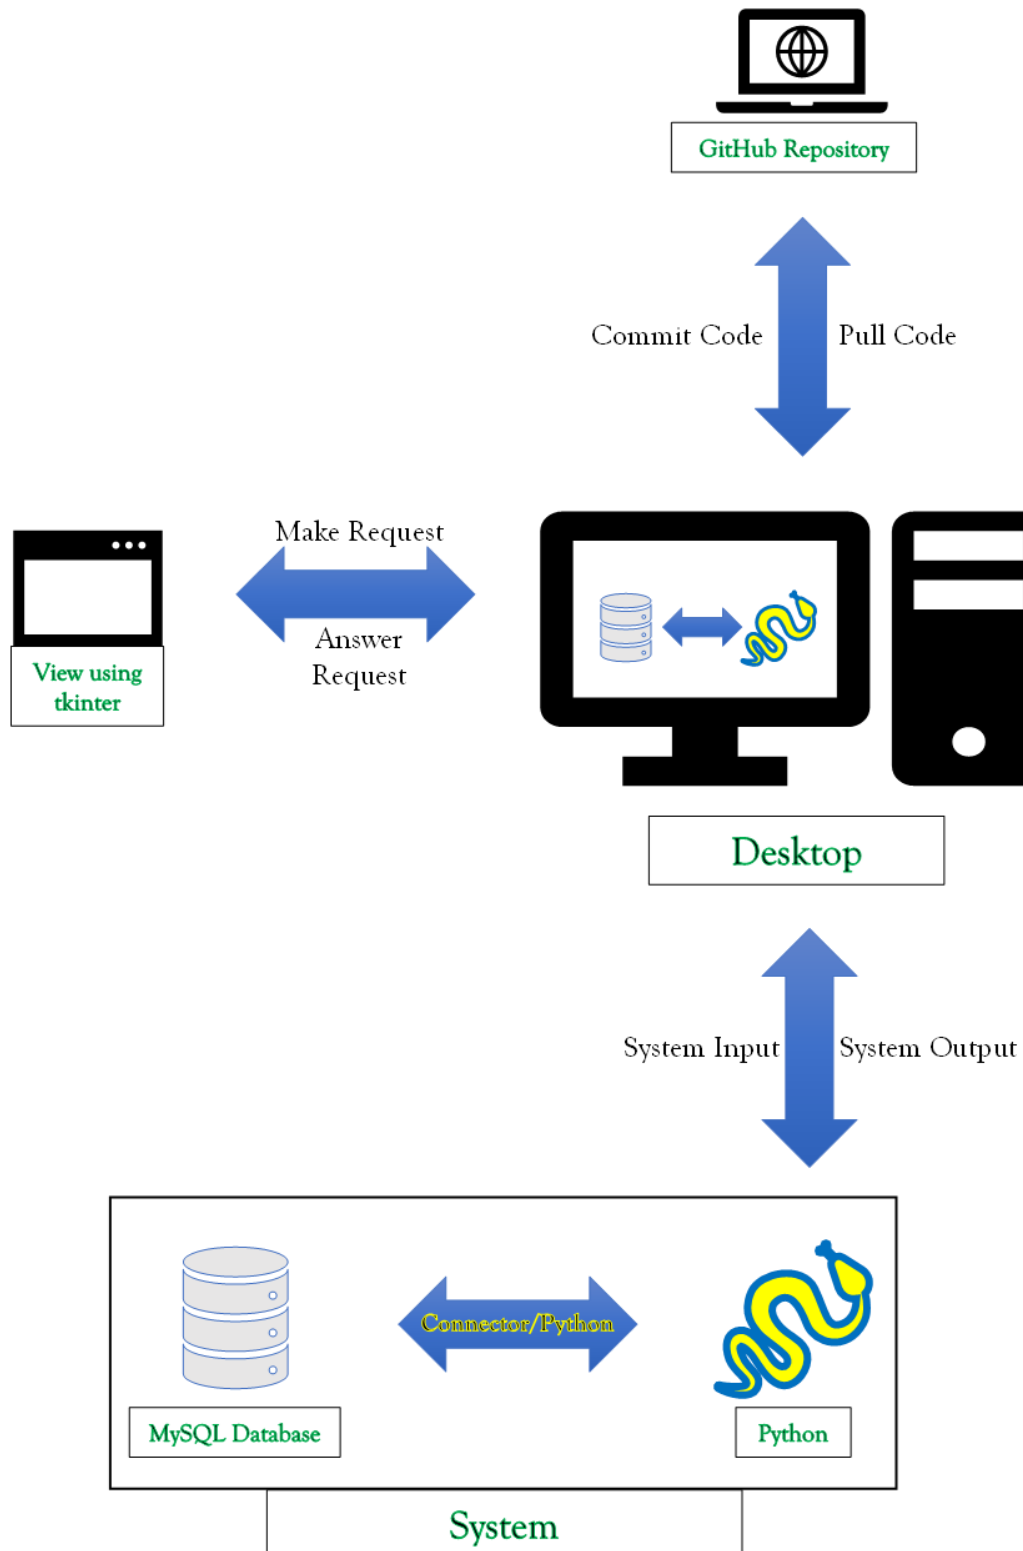 GitHub Repository
Commit Code
Pull Code
Make Request
Answer
Request
View using
tkinter
Desktop
System Input
System Output
Connector/Python
MySQL Database
Python
System